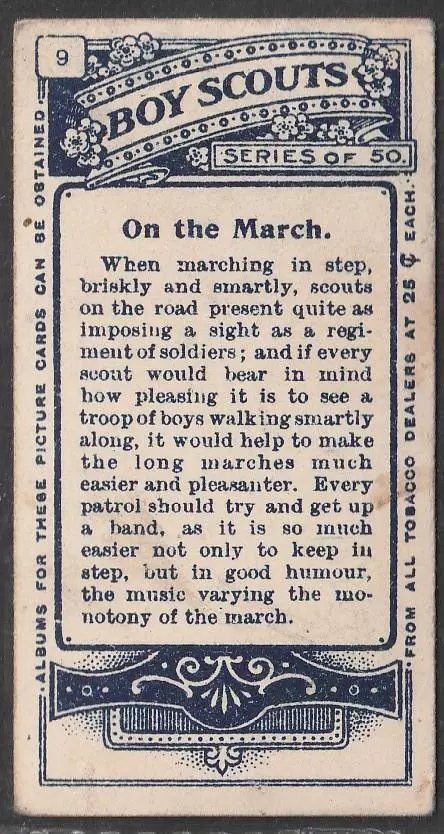 9
BOY SCOUTS
SERIES OF 50.
On the March.
When marching in step,
briskly and smartly, scouts
on the road present quite as
imposing a sight as a regi-
ment of soldiers; and if every
scout would bear in mind
how pleasing it is to see a
troop of boys walking smartly
along, it would help to make
the long marches much
easier and pleasanter. Every
patrol should try and get up
a band, as it is so much
easier not only to keep in
step, but in good humour,
the music varying the mo-
notony of the march.
ALBUMS FOR THESE PICTURE CARDS CAN BE OBTAINED
FROM ALL TOBACCO DEALERS AT 25 ₵ EACH.